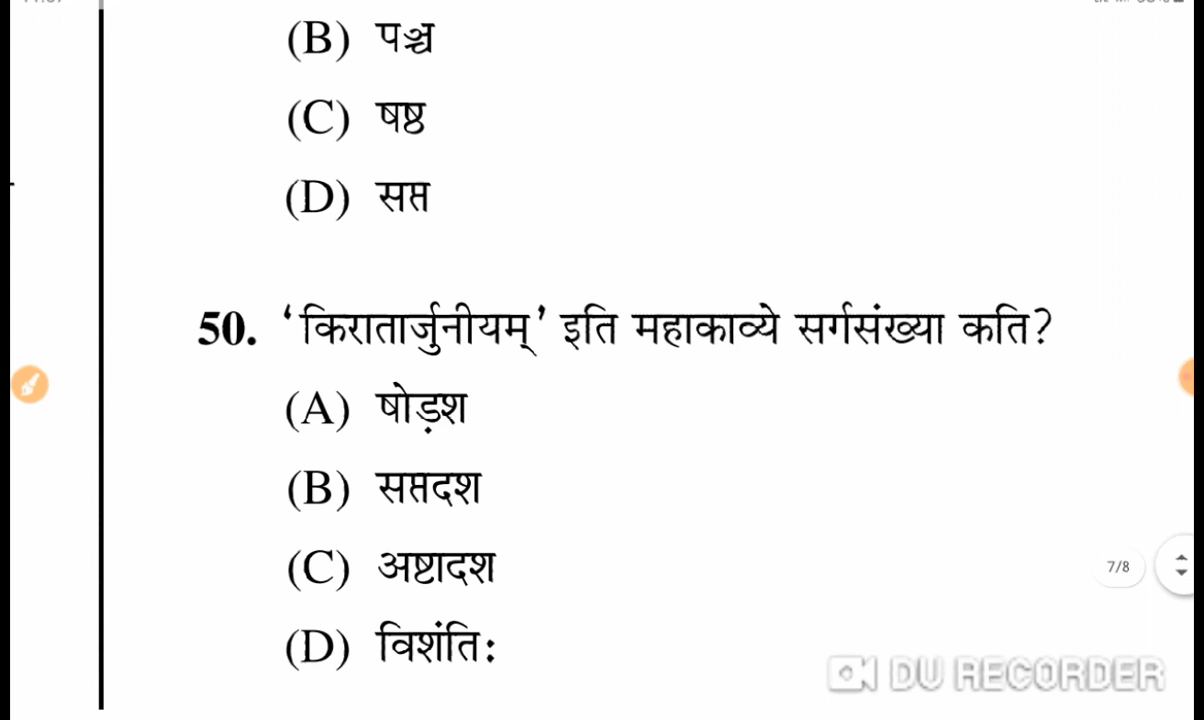 (B) पञ्च
(C) षष्ठ
(D) सप्त
50. ‘किरातार्जुनीयम्’ इति महाकाव्ये सर्गसंख्या कति?
(A) षोड़श
(B) सप्तदश
(C) अष्टादश
7/8
(D) विशंति:
DU RECORDER